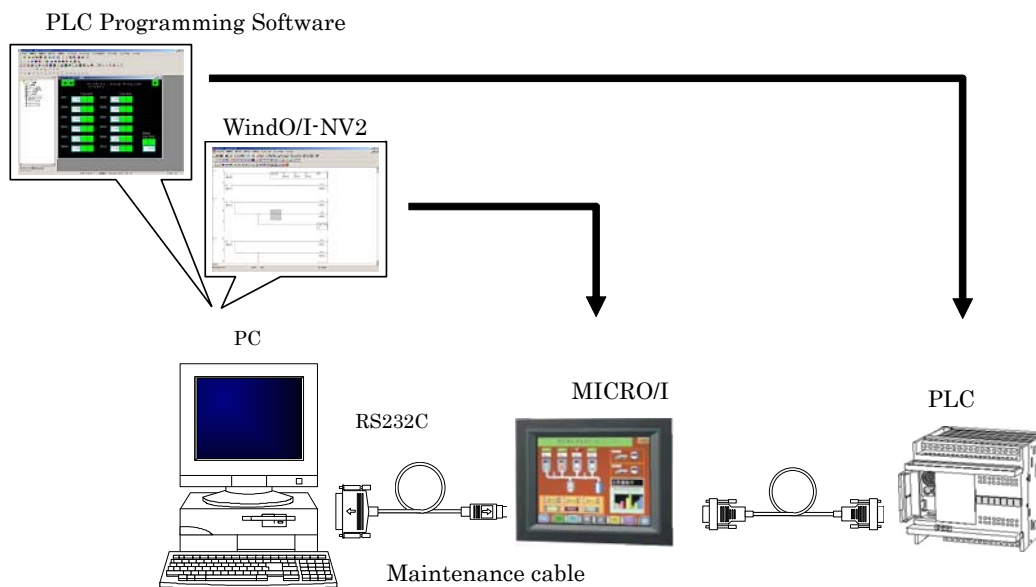 PLC Programming Software
WindO/I-NV2
PC
MICRO/I
PLC
RS232C
Maintenance cable